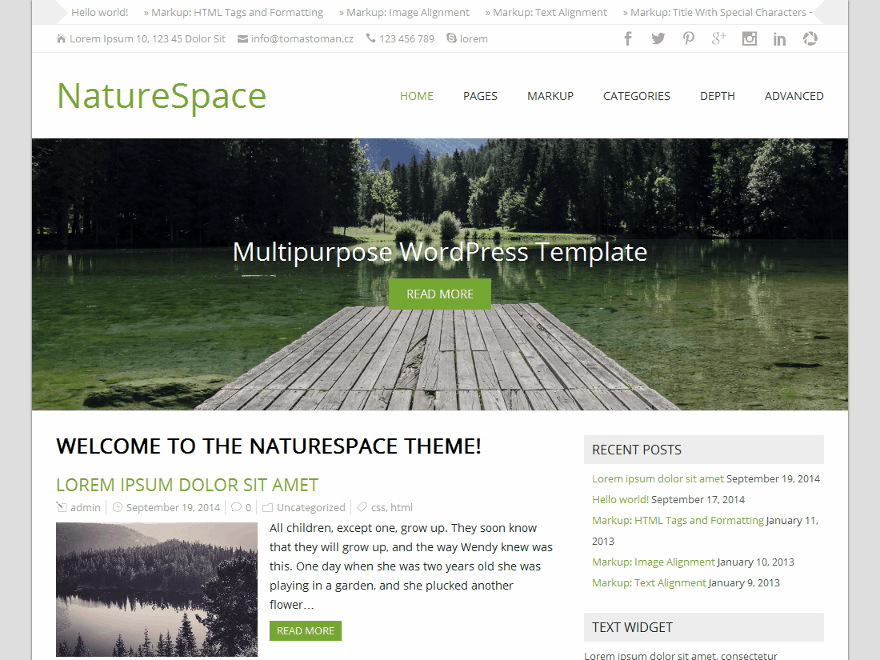 Hello world! » Markup: HTML Tags and Formatting » Markup: Image Alignment » Markup: Text Alignment » Markup: Title With Special Characters ~
Lorem Ipsum 10, 123 45 Dolor Sit info@tomastoman.cz 123 456 789 lorem
NatureSpace
HOME PAGES MARKUP CATEGORIES DEPTH ADVANCED
Multipurpose WordPress Template
READ MORE
WELCOME TO THE NATURESPACE THEME!
LOREM IPSUM DOLOR SIT AMET
admin September 19, 2014 0 Uncategorized css, html
All children, except one, grow up. They soon know
that they will grow up, and the way Wendy knew was
this. One day when she was two years old she was
playing in a garden, and she plucked another
flower…
READ MORE
RECENT POSTS
Lorem ipsum dolor sit amet September 19, 2014
Hello world! September 17, 2014
Markup: HTML Tags and Formatting January 11,
2013
Markup: Image Alignment January 10, 2013
Markup: Text Alignment January 9, 2013
TEXT WIDGET
Lorem ipsum dolor sit amet, consectetur